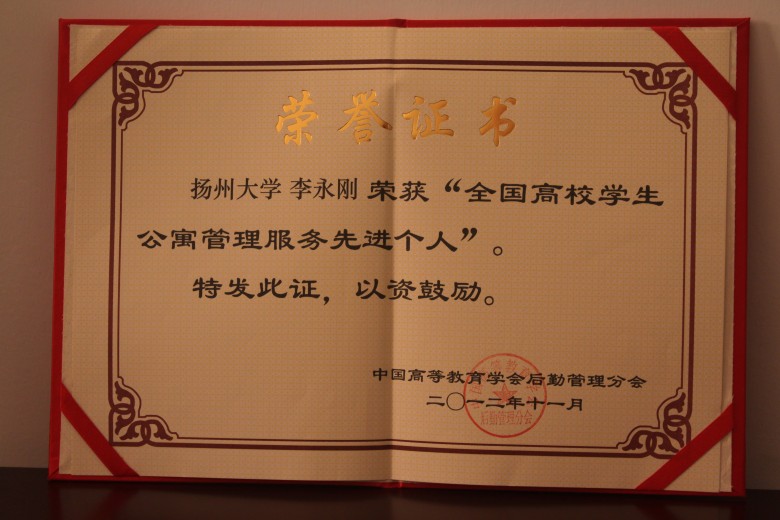 荣誉证书
扬州大学 李永刚 荣获“全国高校学生
公寓管理服务先进个人”。
特发此证，以资鼓励。
中国高等教育学会后勤管理分会
二〇一二年十一月